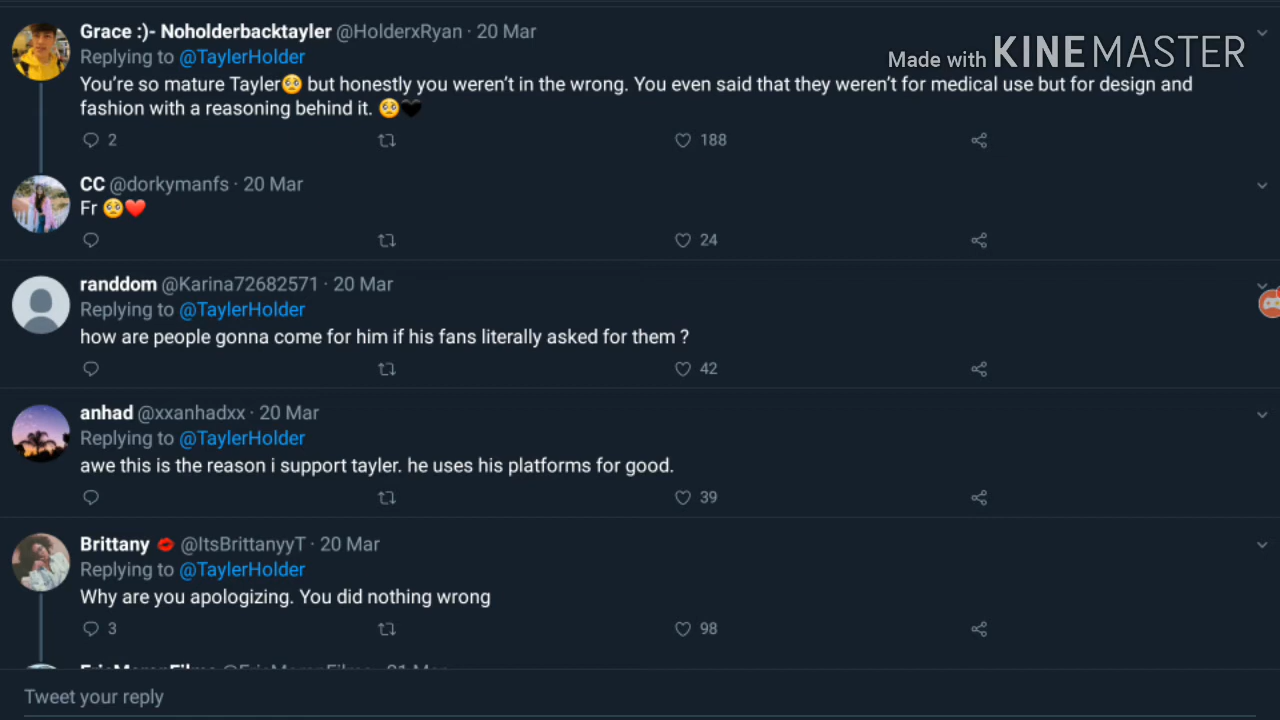 Grace :)- Noholderbacktayler @HolderxRyan · 20 Mar
Replying to @TaylerHolder
Made with KINEMASTER
You're so mature Tayler🥺 but honestly you weren't in the wrong. You even said that they weren't for medical use but for design and
fashion with a reasoning behind it. 🥺🖤
2 188
CC @dorkymanfs · 20 Mar
Fr 🥺❤️
24
randdom @Karina72682571 · 20 Mar
Replying to @TaylerHolder
how are people gonna come for him if his fans literally asked for them ?
42
anhad @xxanhadxx · 20 Mar
Replying to @TaylerHolder
awe this is the reason i support tayler. he uses his platforms for good.
39
Brittany 💋 @ItsBrittanyyT · 20 Mar
Replying to @TaylerHolder
Why are you apologizing. You did nothing wrong
3 98
Tweet your reply